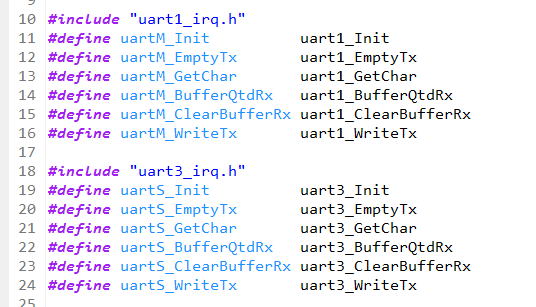 10 #include "uart1_irq.h"
11 #define uartM_Init uart1_Init
12 #define uartM_EmptyTx uart1_EmptyTx
13 #define uartM_GetChar uart1_GetChar
14 #define uartM_BufferQtdRx uart1_BufferQtdRx
15 #define uartM_ClearBufferRx uart1_ClearBufferRx
16 #define uartM_WriteTx uart1_WriteTx
17
18 #include "uart3_irq.h"
19 #define uartS_Init uart3_Init
20 #define uartS_EmptyTx uart3_EmptyTx
21 #define uartS_GetChar uart3_GetChar
22 #define uartS_BufferQtdRx uart3_BufferQtdRx
23 #define uartS_ClearBufferRx uart3_ClearBufferRx
24 #define uartS_WriteTx uart3_WriteTx